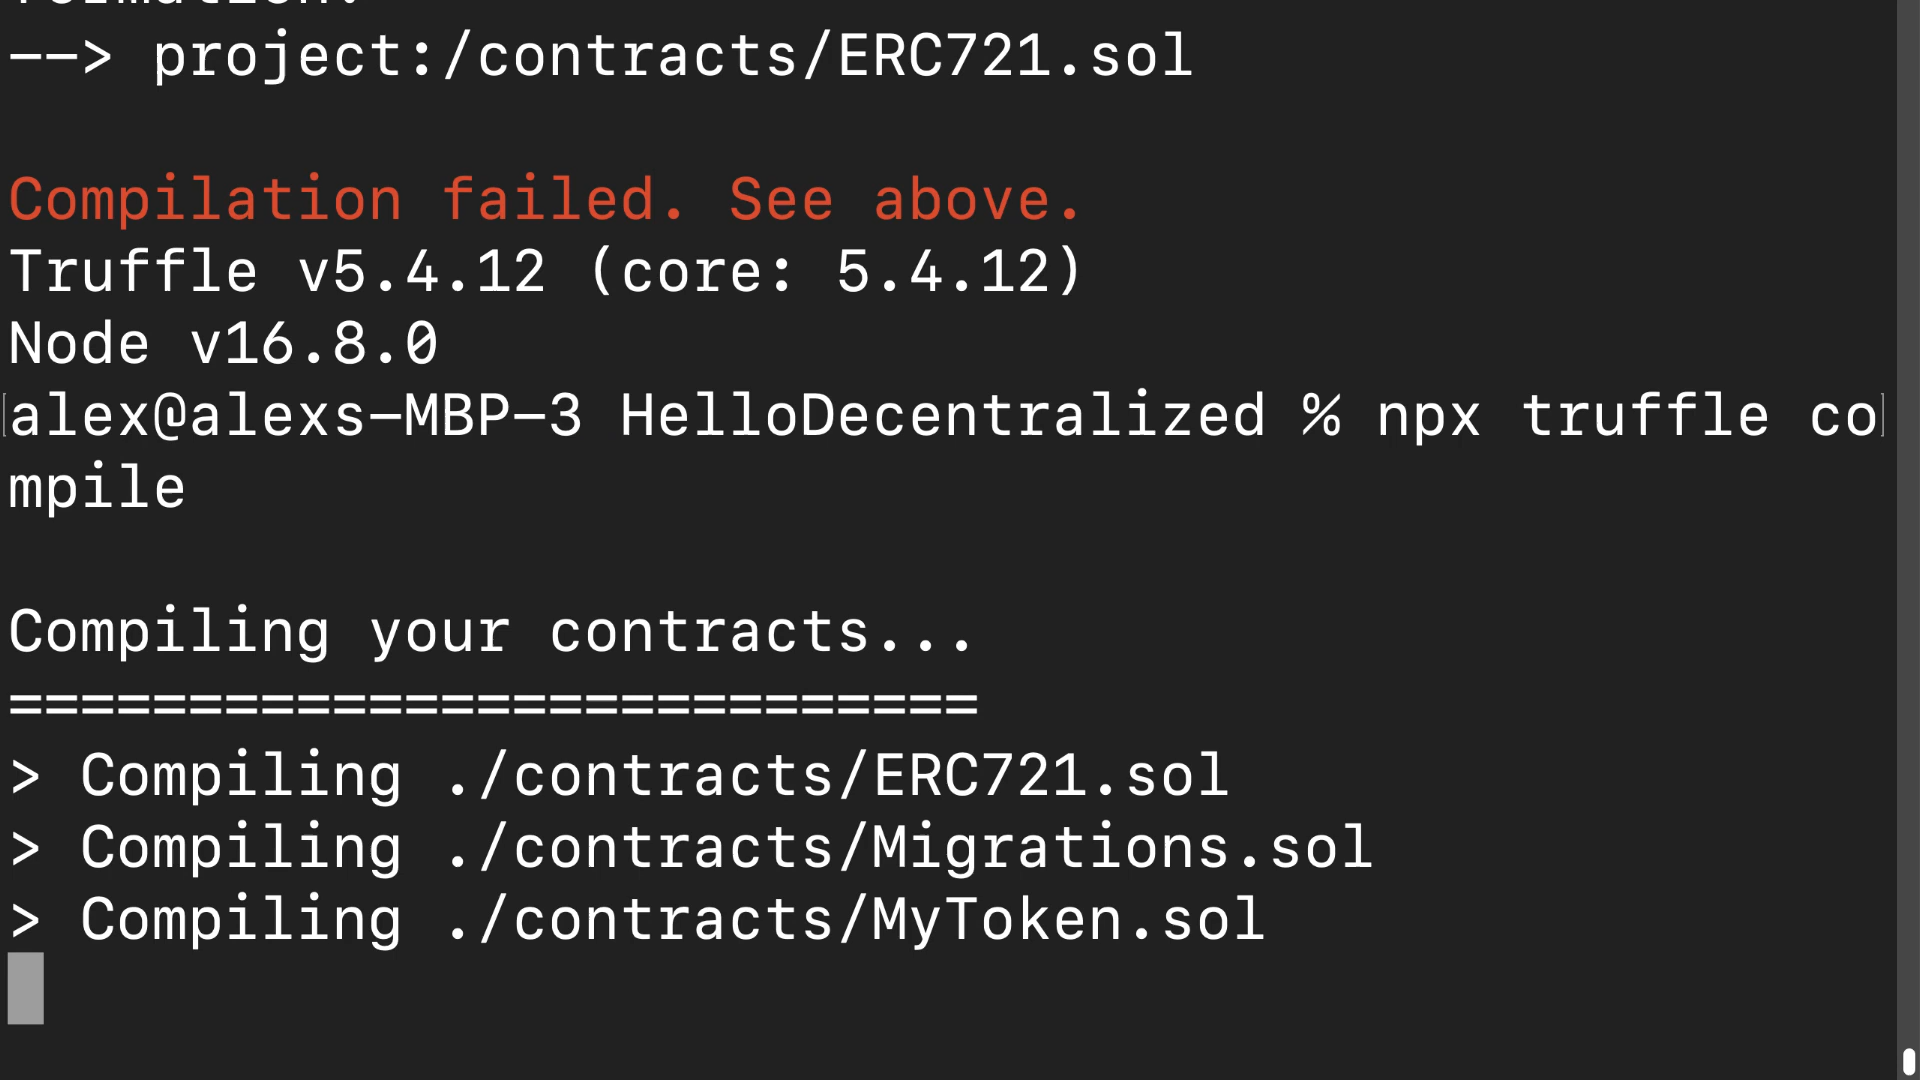 --> project:/contracts/ERC721.sol
Compilation failed. See above.
Truffle v5.4.12 (core: 5.4.12)
Node v16.8.0
[alex@alexs-MBP-3 HelloDecentralized % npx truffle co]
mpile
Compiling your contracts...
===========================
> Compiling ./contracts/ERC721.sol
> Compiling ./contracts/Migrations.sol
> Compiling ./contracts/MyToken.sol